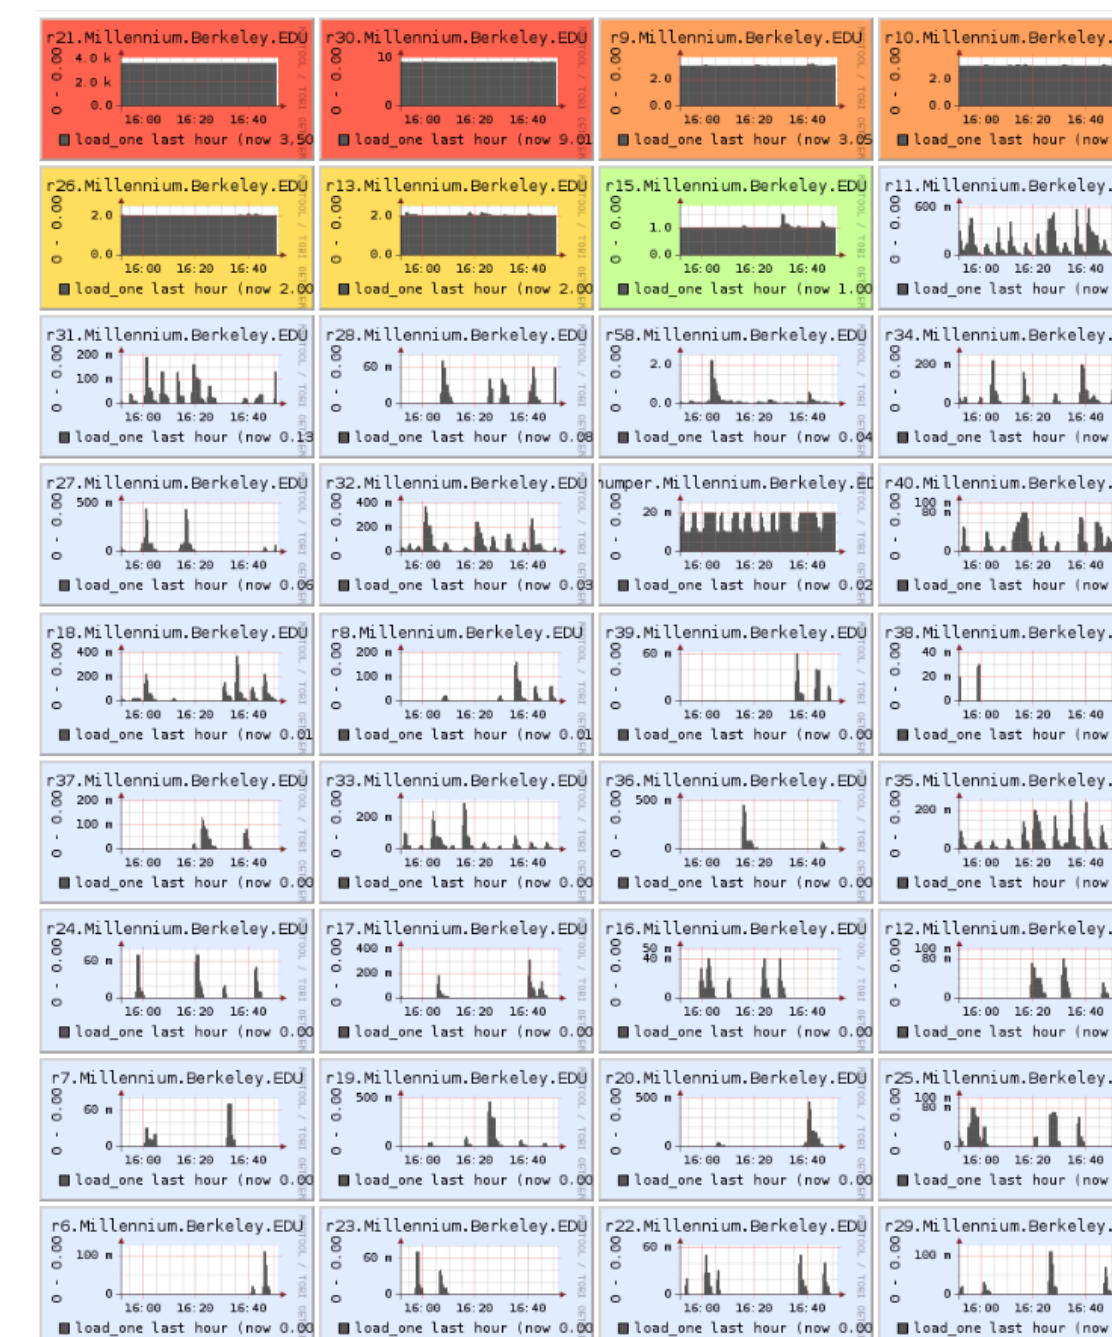 r21.Millennium.Berkeley.EDU r30.Millennium.Berkeley.EDU r9.Millennium.Berkeley.EDU r10.Millennium.Berkeley.
4.0 k 10
2.0 k 2.0 2.0
0.0 0 0.0 0.0
16:00 16:20 16:40 16:00 16:20 16:40 16:00 16:20 16:40 16:00 16:20 16:40
load_one last hour (now 3,50 load_one last hour (now 9.01 load_one last hour (now 3.05 load_one last hour (now
r26.Millennium.Berkeley.EDU r13.Millennium.Berkeley.EDU r15.Millennium.Berkeley.EDU r11.Millennium.Berkeley.
2.0 2.0 1.0 600 m
0.0 0.0 0.0 0
16:00 16:20 16:40 16:00 16:20 16:40 16:00 16:20 16:40 16:00 16:20 16:40
load_one last hour (now 2.00 load_one last hour (now 2.00 load_one last hour (now 1.00 load_one last hour (now
r31.Millennium.Berkeley.EDU r28.Millennium.Berkeley.EDU r58.Millennium.Berkeley.EDU r34.Millennium.Berkeley.
200 m 60 m 2.0 200 m
100 m
0 0 0.0 0
16:00 16:20 16:40 16:00 16:20 16:40 16:00 16:20 16:40 16:00 16:20 16:40
load_one last hour (now 0.13 load_one last hour (now 0.08 load_one last hour (now 0.04 load_one last hour (now
r27.Millennium.Berkeley.EDU r32.Millennium.Berkeley.EDU umper.Millennium.Berkeley.ED r40.Millennium.Berkeley.
500 m 400 m 20 m 100 m
200 m 80 m
0 0 0 0
16:00 16:20 16:40 16:00 16:20 16:40 16:00 16:20 16:40 16:00 16:20 16:40
load_one last hour (now 0.06 load_one last hour (now 0.03 load_one last hour (now 0.02 load_one last hour (now
r18.Millennium.Berkeley.EDU r8.Millennium.Berkeley.EDU r39.Millennium.Berkeley.EDU r38.Millennium.Berkeley.
400 m 200 m 60 m 40 m
200 m 100 m 20 m
0 0 0 0
16:00 16:20 16:40 16:00 16:20 16:40 16:00 16:20 16:40 16:00 16:20 16:40
load_one last hour (now 0.01 load_one last hour (now 0.01 load_one last hour (now 0.00 load_one last hour (now
r37.Millennium.Berkeley.EDU r33.Millennium.Berkeley.EDU r36.Millennium.Berkeley.EDU r35.Millennium.Berkeley.
200 m 200 m 500 m 200 m
100 m
0 0 0 0
16:00 16:20 16:40 16:00 16:20 16:40 16:00 16:20 16:40 16:00 16:20 16:40
load_one last hour (now 0.00 load_one last hour (now 0.00 load_one last hour (now 0.00 load_one last hour (now
r24.Millennium.Berkeley.EDU r17.Millennium.Berkeley.EDU r16.Millennium.Berkeley.EDU r12.Millennium.Berkeley.
60 m 400 m 50 m 100 m
200 m 40 m 80 m
0 0 0 0
16:00 16:20 16:40 16:00 16:20 16:40 16:00 16:20 16:40 16:00 16:20 16:40
load_one last hour (now 0.00 load_one last hour (now 0.00 load_one last hour (now 0.00 load_one last hour (now
r7.Millennium.Berkeley.EDU r19.Millennium.Berkeley.EDU r20.Millennium.Berkeley.EDU r25.Millennium.Berkeley.
60 m 500 m 500 m 100 m
80 m
0 0 0 0
16:00 16:20 16:40 16:00 16:20 16:40 16:00 16:20 16:40 16:00 16:20 16:40
load_one last hour (now 0.00 load_one last hour (now 0.00 load_one last hour (now 0.00 load_one last hour (now
r6.Millennium.Berkeley.EDU r23.Millennium.Berkeley.EDU r22.Millennium.Berkeley.EDU r29.Millennium.Berkeley.
100 m 60 m 60 m 100 m
0 0 0 0
16:00 16:20 16:40 16:00 16:20 16:40 16:00 16:20 16:40 16:00 16:20 16:40
load_one last hour (now 0.00 load_one last hour (now 0.00 load_one last hour (now 0.00 load_one last hour (now